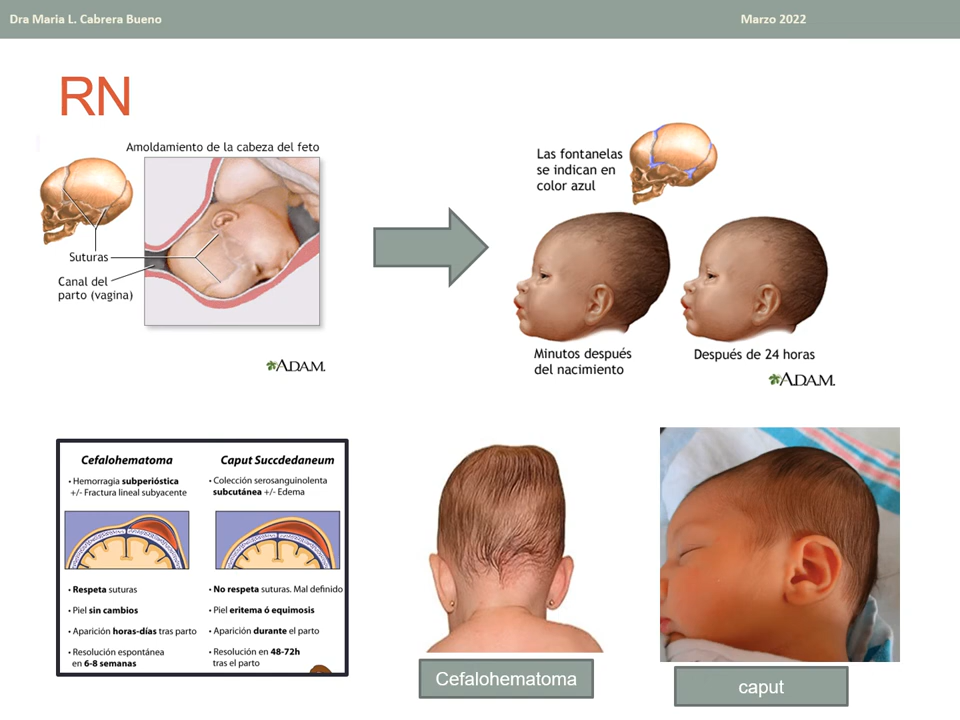 Dra Maria L. Cabrera Bueno
Marzo 2022
RN
Amoldamiento de la cabeza del feto
Suturas
Canal del
parto (vagina)
ADAM.
Las fontanelas
se indican en
color azul
Minutos después
del nacimiento
Después de 24 horas
ADAM.
Cefalohematoma
• Hemorragia subperióstica
+/- Fractura lineal subyacente
• Respeta suturas
• Piel sin cambios
• Aparición horas-días tras parto
• Resolución espontánea
en 6-8 semanas
Caput Succdedaneum
• Colección serosanguinolenta
subcutánea +/- Edema
• No respeta suturas. Mal definido
• Piel eritema ó equimosis
• Aparición durante el parto
• Resolución en 48-72h
tras el parto
Cefalohematoma
caput